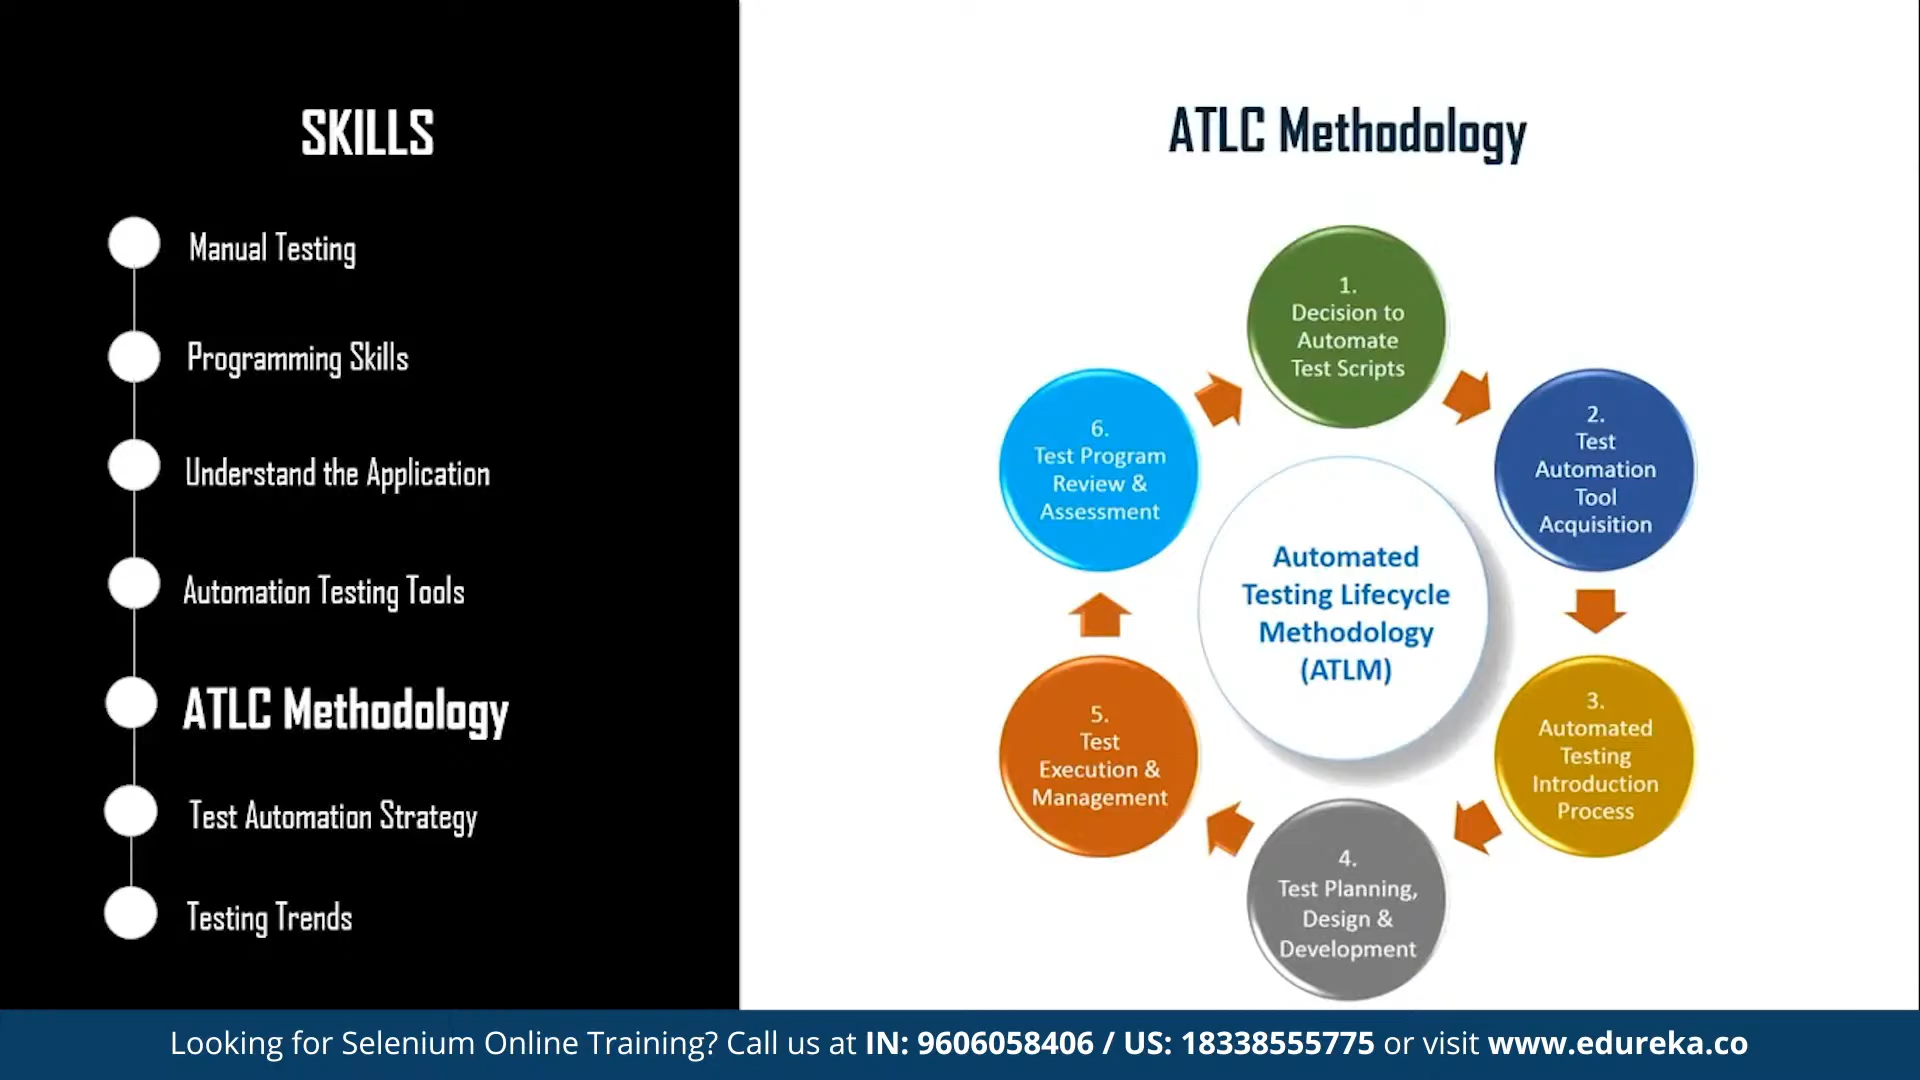 SKILLS
Manual Testing
Programming Skills
Understand the Application
Automation Testing Tools
ATLC Methodology
Test Automation Strategy
Testing Trends
ATLC Methodology
1.
Decision to
Automate
Test Scripts
2.
Test
Automation
Tool
Acquisition
3.
Automated
Testing
Introduction
Process
4.
Test Planning,
Design &
Development
5.
Test
Execution &
Management
6.
Test Program
Review &
Assessment
Automated
Testing Lifecycle
Methodology
(ATLM)
Looking for Selenium Online Training? Call us at IN: 9606058406 / US: 18338555775 or visit www.edureka.co